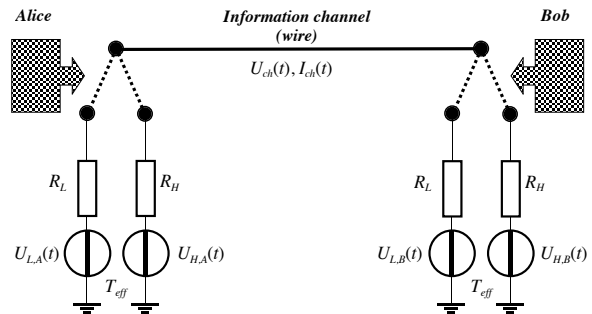 Alice
Information channel
(wire)
Bob
U_ch(t), I_ch(t)
R_L
R_H
R_L
R_H
U_L,A(t)
U_H,A(t)
U_L,B(t)
U_H,B(t)
T_eff
T_eff